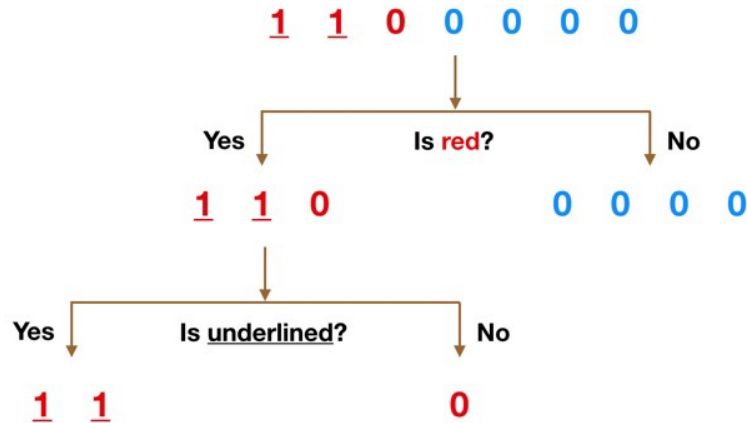 1 1 0 0 0 0 0
Yes Is red? No
1 1 0 0 0 0 0
Yes Is underlined? No
1 1 0